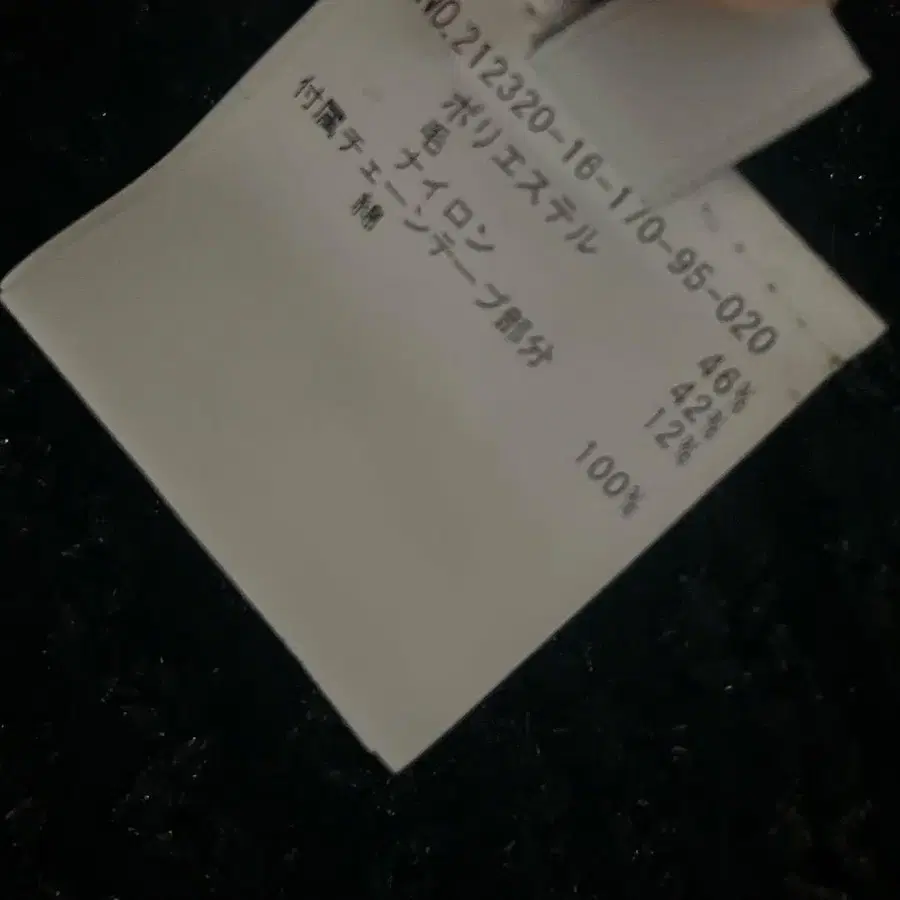 NO.212320-16-170-95-020
ポリエステル 46%
毛 42%
ナイロン 12%
付属チェーンテープ部分
綿 100%